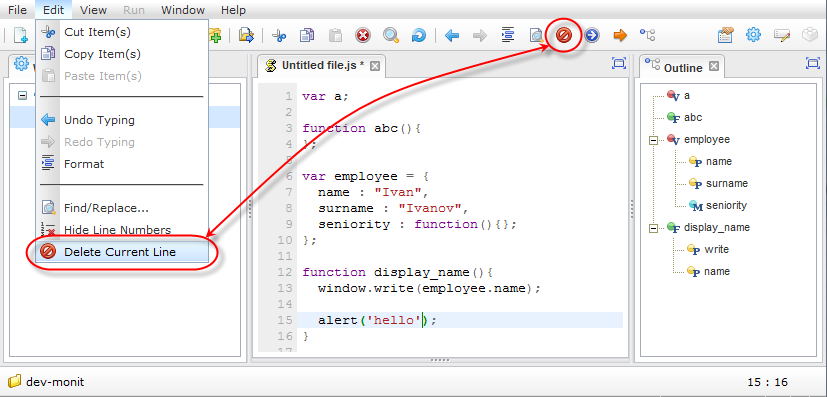 File Edit View Run Window Help
Cut Item(s)
Copy Item(s)
Paste Item(s)
Undo Typing
Redo Typing
Format
Find/Replace...
Hide Line Numbers
Delete Current Line
Untitled file.js *
1 var a;
2
3 function abc(){
4 };
5
6 var employee = {
7 name : "Ivan",
8 surname : "Ivanov",
9 seniority : function(){};
10 };
11
12 function display_name(){
13 window.write(employee.name);
14
15 alert('hello');
16 }
17
Outline
V a
F abc
V employee
P name
P surname
M seniority
F display_name
P write
P name
dev-monit
15 : 16